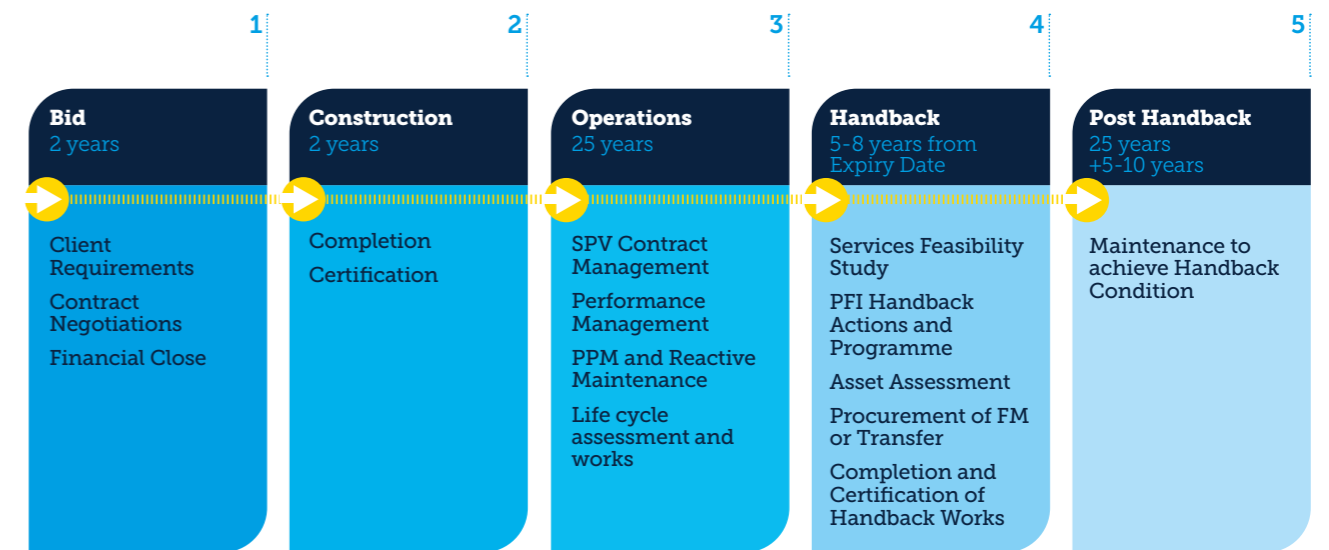 1
2
3
4
5
Bid
2 years
Client
Requirements
Contract
Negotiations
Financial Close
Construction
2 years
Completion
Certification
Operations
25 years
SPV Contract
Management
Performance
Management
PPM and Reactive
Maintenance
Life cycle
assessment and
works
Handback
5-8 years from
Expiry Date
Services Feasibility
Study
PFI Handback
Actions and
Programme
Asset Assessment
Procurement of FM
or Transfer
Completion and
Certification of
Handback Works
Post Handback
25 years
+5-10 years
Maintenance to
achieve Handback
Condition